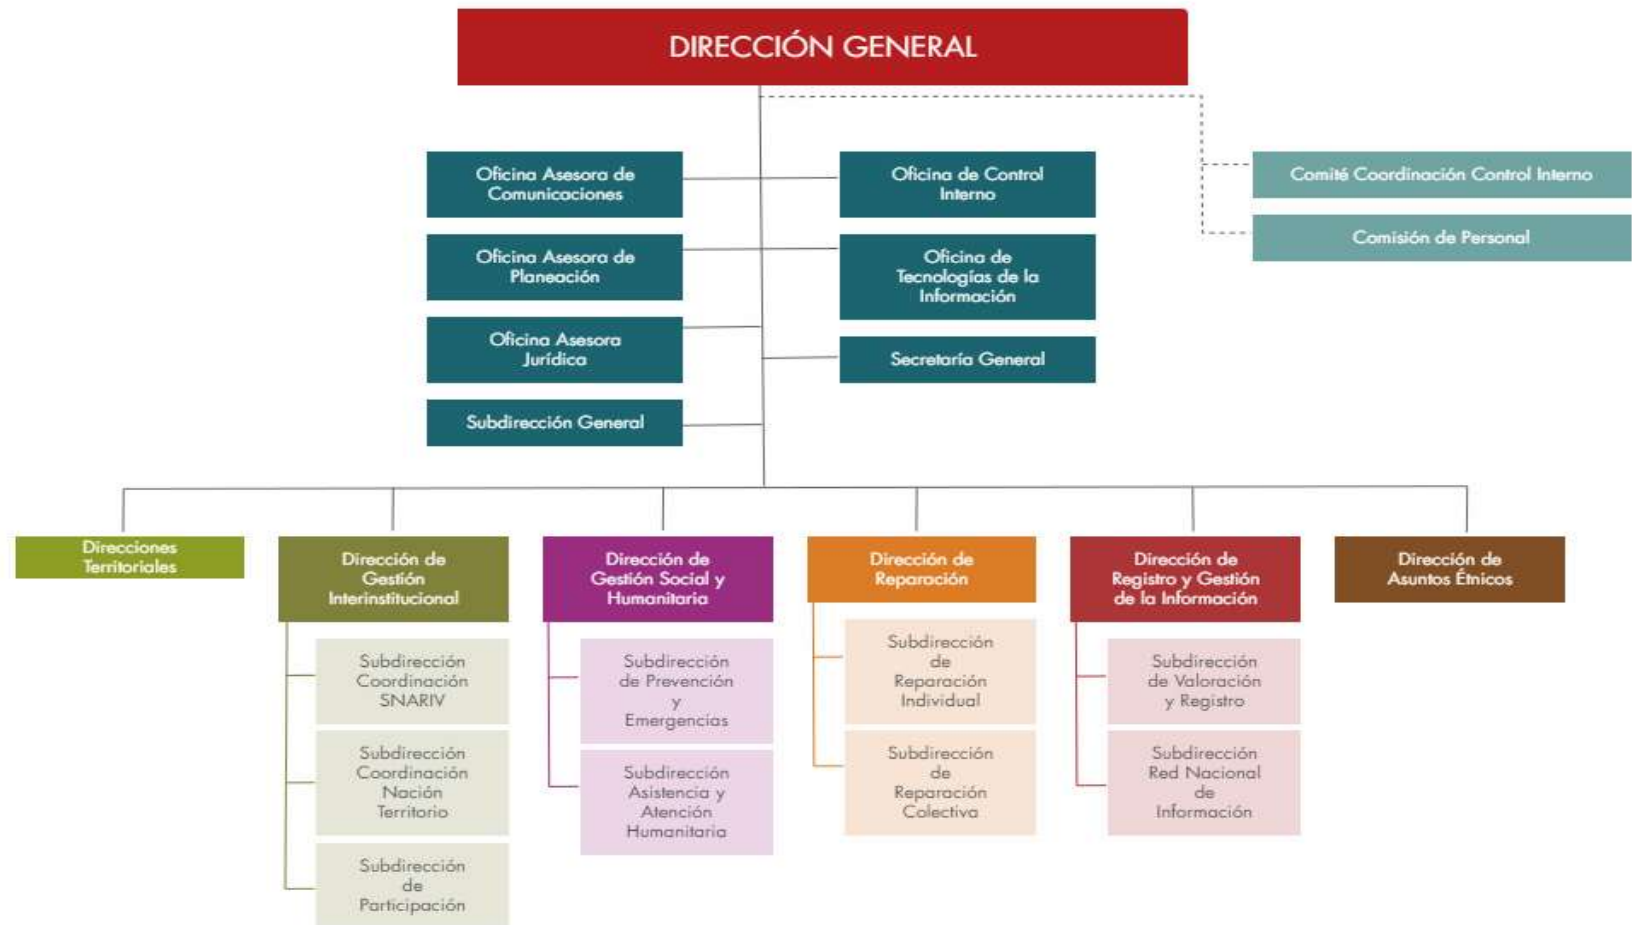 DIRECCIÓN GENERAL
Oficina Asesora de
Comunicaciones
Oficina de Control
Interno
Comité Coordinación Control Interno
Comisión de Personal
Oficina Asesora de
Planeación
Oficina de
Tecnologías de la
Información
Oficina Asesora
Jurídica
Secretaría General
Subdirección General
Direcciones
Territoriales
Dirección de
Gestión
Interinstitucional
Subdirección
Coordinación
SNARIV
Subdirección
Coordinación
Nación
Territorio
Subdirección
de
Participación
Dirección de
Gestión Social y
Humanitaria
Subdirección
de Prevención
y
Emergencias
Subdirección
Asistencia y
Atención
Humanitaria
Dirección de
Reparación
Subdirección
de
Reparación
Individual
Subdirección
de
Reparación
Colectiva
Dirección de
Registro y Gestión
de la Información
Subdirección
de Valoración
y Registro
Subdirección
Red Nacional
de
Información
Dirección de
Asuntos Étnicos